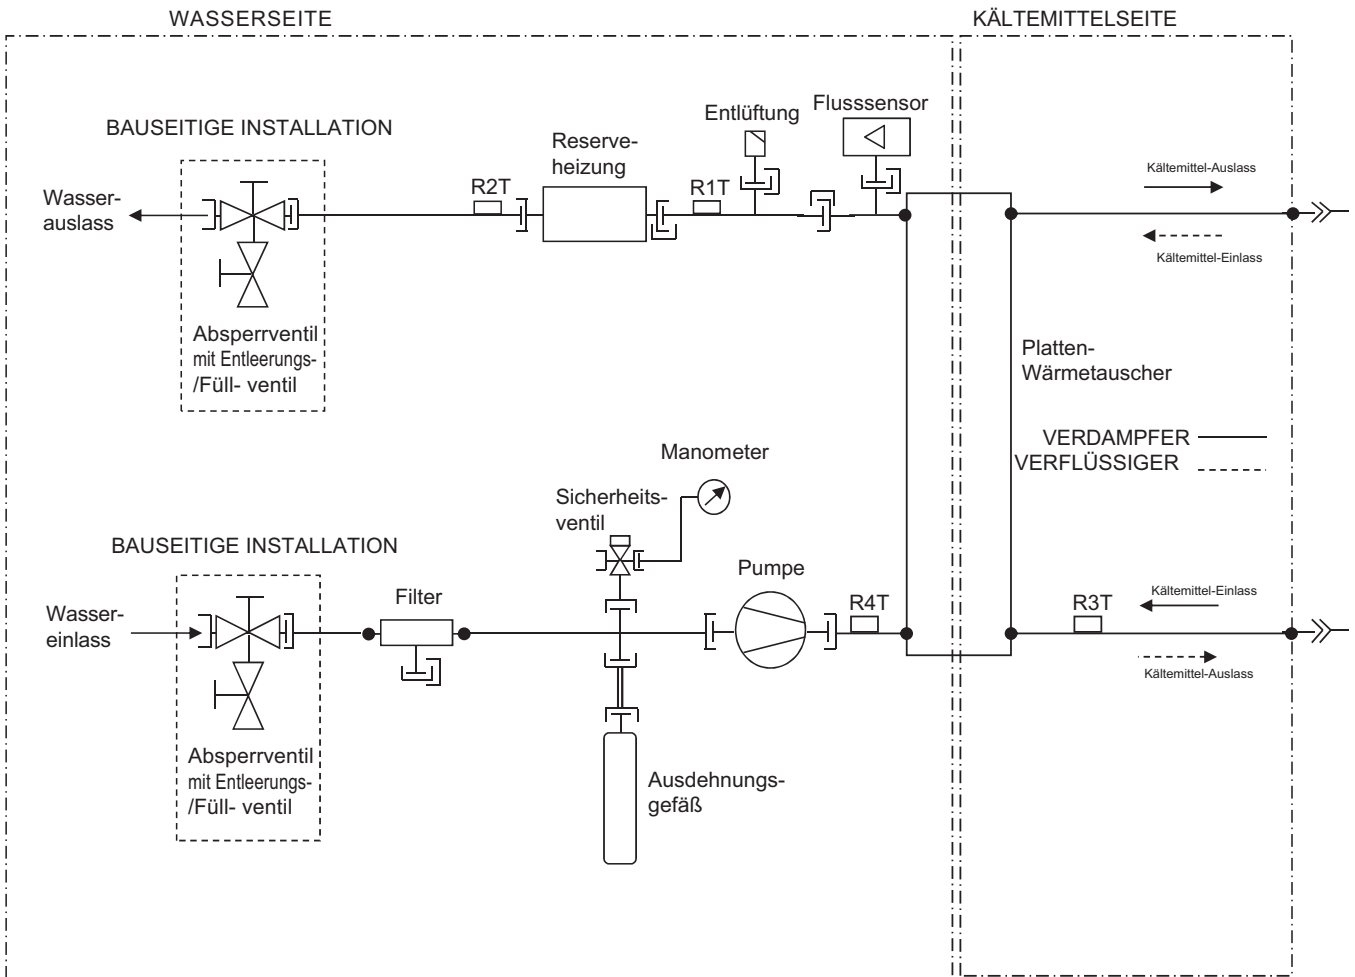 WASSERSEITE
KÄLTEMITTELSEITE
BAUSEITIGE INSTALLATION
Wasser-
auslass
Absperrventil
mit Entleerungs-
/Füll- ventil
R2T
Reserve-
heizung
R1T
Entlüftung
Flusssensor
Kältemittel-Auslass
Kältemittel-Einlass
Platten-
Wärmetauscher
VERDAMPFER
VERFLÜSSIGER
Manometer
Sicherheits-
ventil
BAUSEITIGE INSTALLATION
Wasser-
einlass
Absperrventil
mit Entleerungs-
/Füll- ventil
Filter
Pumpe
R4T
R3T
Kältemittel-Einlass
Kältemittel-Auslass
Ausdehnungs-
gefäß